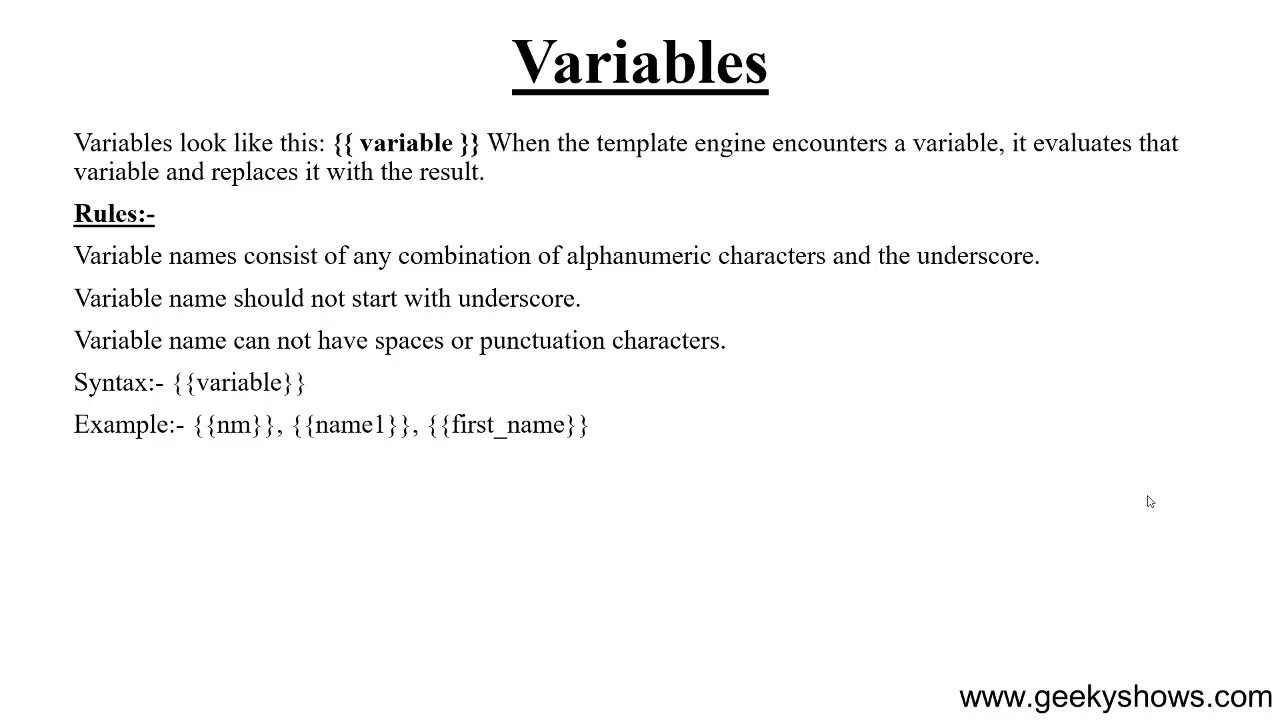 Variables
Variables look like this: {{ variable }} When the template engine encounters a variable, it evaluates that
variable and replaces it with the result.
Rules:-
Variable names consist of any combination of alphanumeric characters and the underscore.
Variable name should not start with underscore.
Variable name can not have spaces or punctuation characters.
Syntax:- {{variable}}
Example:- {{nm}}, {{name1}}, {{first_name}}
www.geekyshows.com